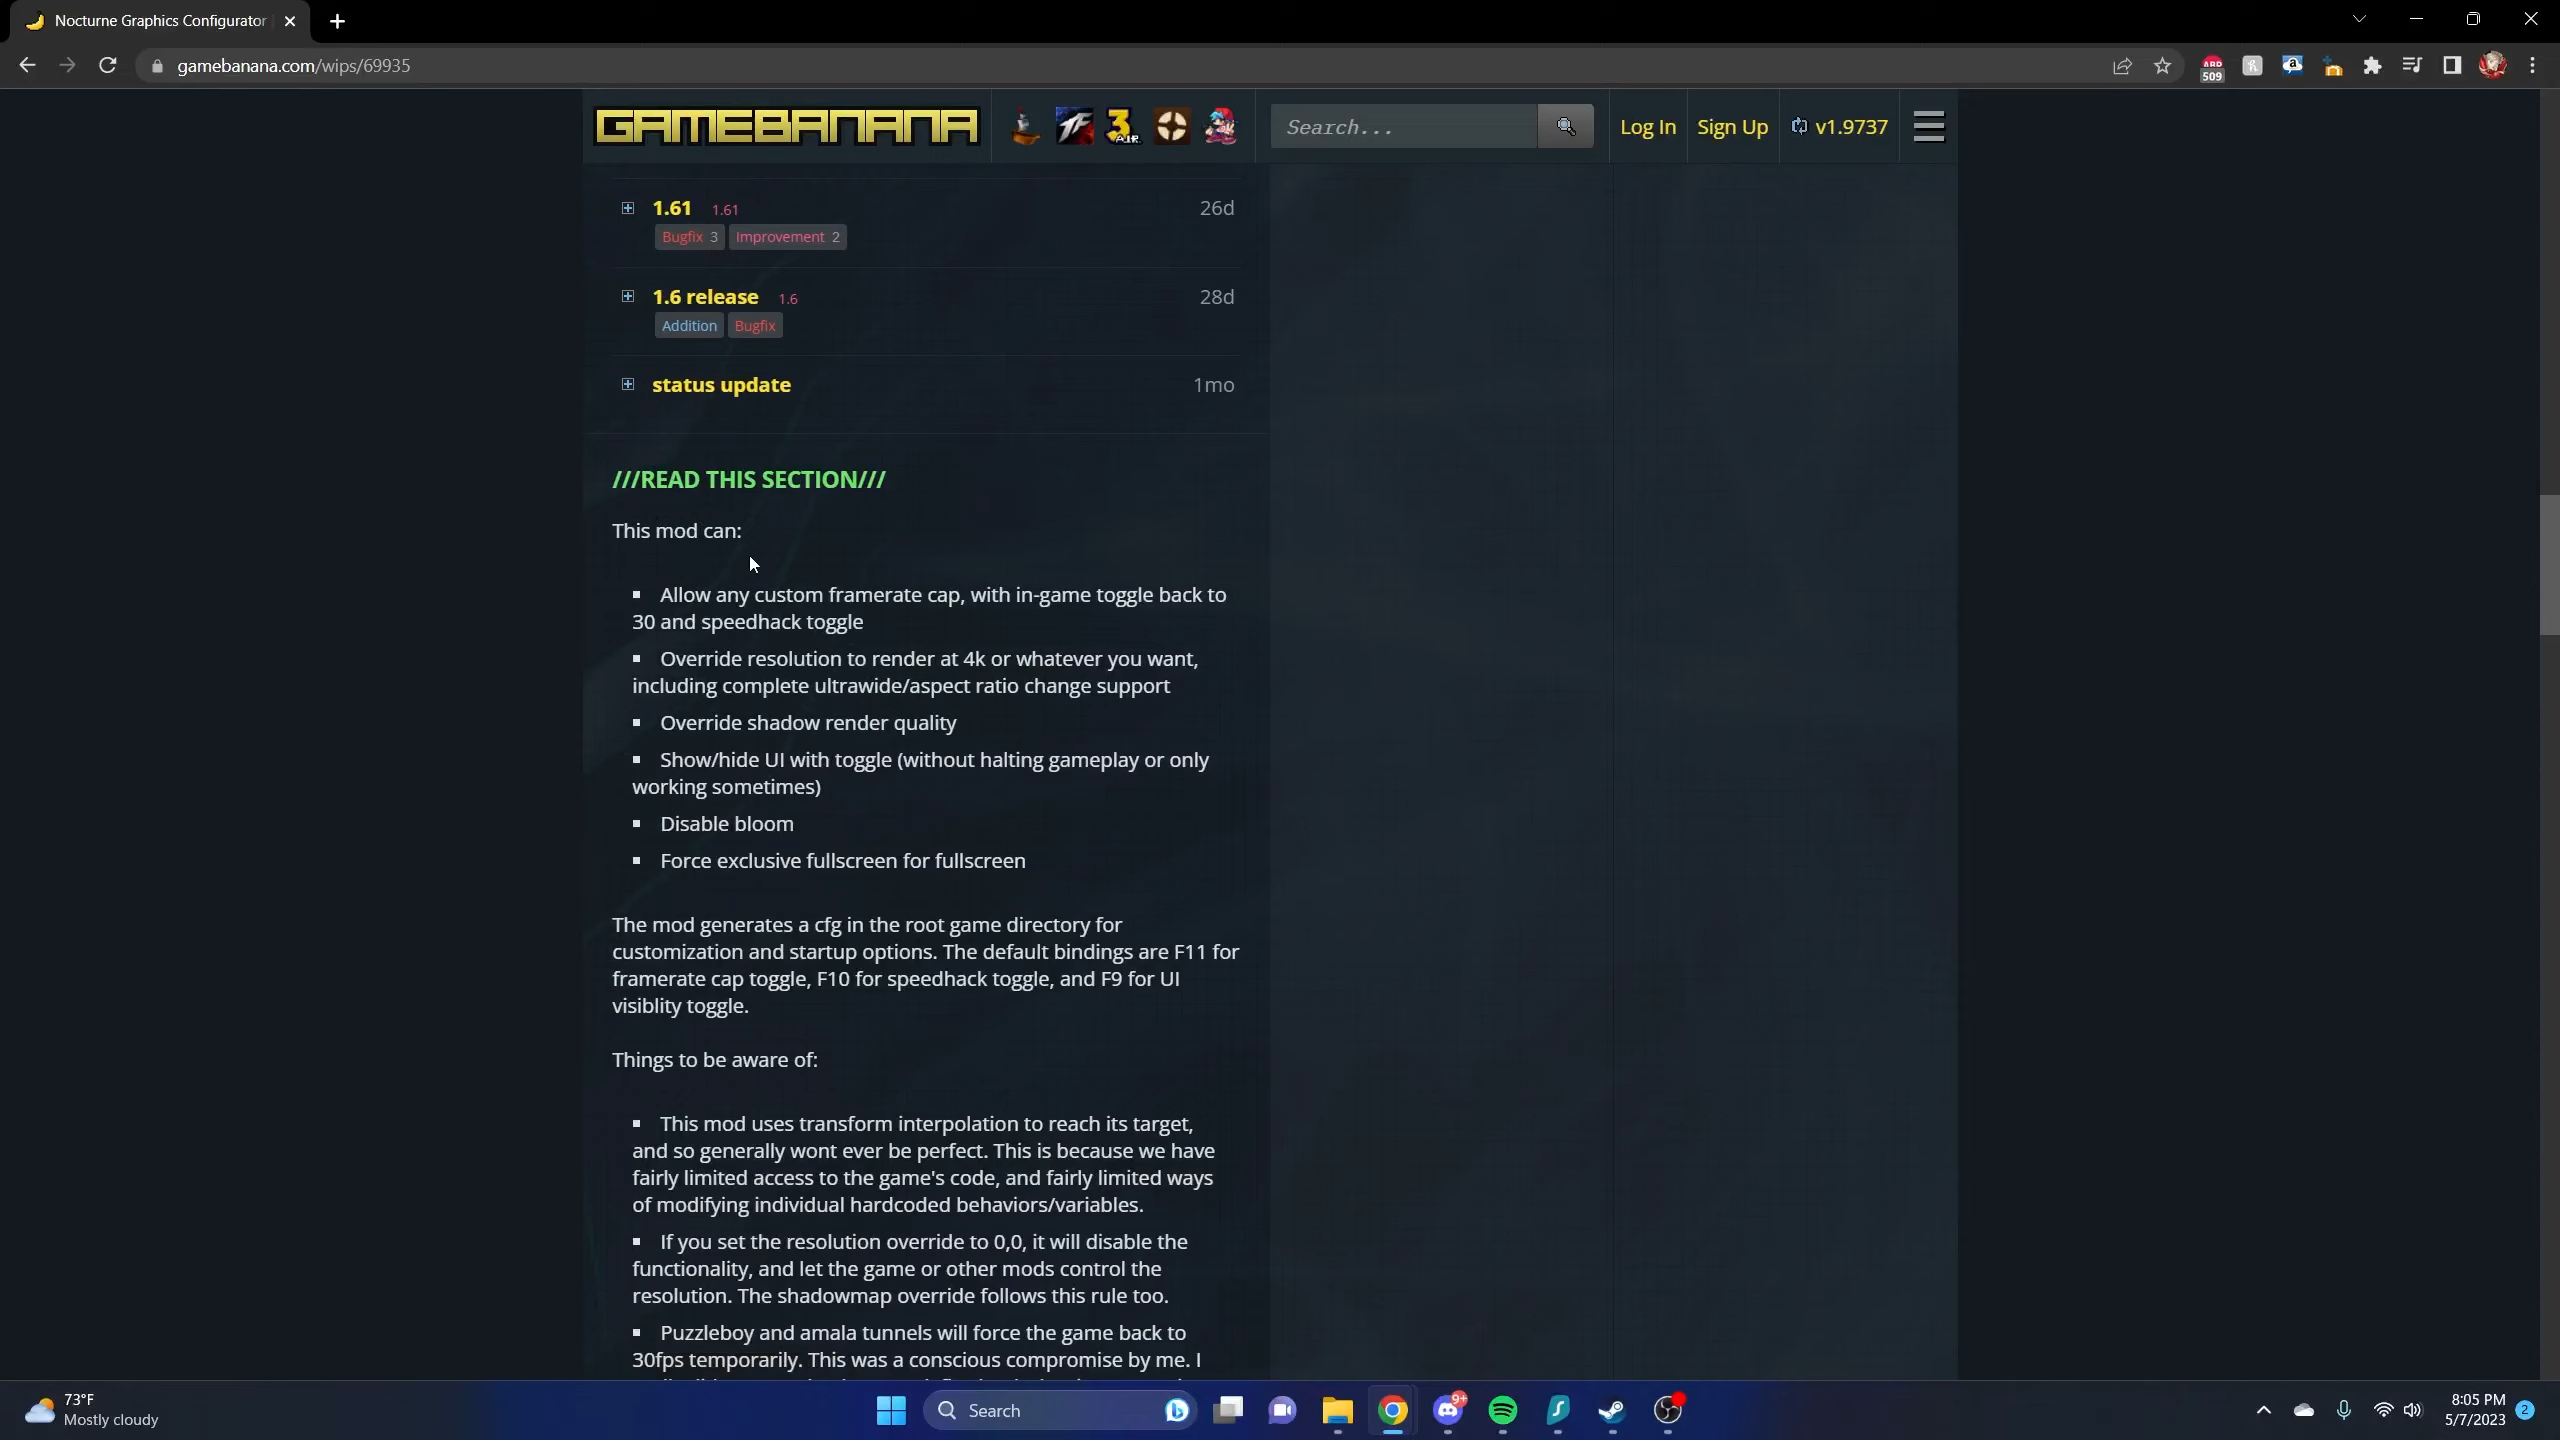 Nocturne Graphics Configurator
gamebanana.com/wips/69935
ABP
509
GAMEBANANA
TF
3
AIR
Search...
Log In
Sign Up
v1.9737
1.61 1.61 26d
Bugfix 3 Improvement 2
1.6 release 1.6 28d
Addition Bugfix
status update 1mo
///READ THIS SECTION///
This mod can:
Allow any custom framerate cap, with in-game toggle back to
30 and speedhack toggle
Override resolution to render at 4k or whatever you want,
including complete ultrawide/aspect ratio change support
Override shadow render quality
Show/hide UI with toggle (without halting gameplay or only
working sometimes)
Disable bloom
Force exclusive fullscreen for fullscreen
The mod generates a cfg in the root game directory for
customization and startup options. The default bindings are F11 for
framerate cap toggle, F10 for speedhack toggle, and F9 for UI
visiblity toggle.
Things to be aware of:
This mod uses transform interpolation to reach its target,
and so generally wont ever be perfect. This is because we have
fairly limited access to the game's code, and fairly limited ways
of modifying individual hardcoded behaviors/variables.
If you set the resolution override to 0,0, it will disable the
functionality, and let the game or other mods control the
resolution. The shadowmap override follows this rule too.
Puzzleboy and amala tunnels will force the game back to
30fps temporarily. This was a conscious compromise by me. I
73°F
Mostly cloudy
Search
9+
8:05 PM
5/7/2023
2